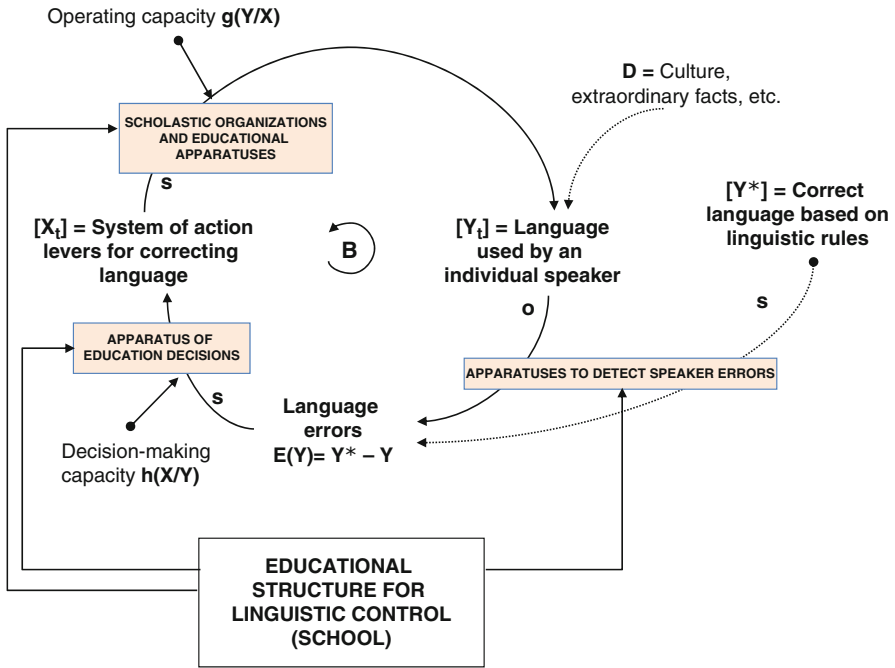 Operating capacity g(Y/X)
SCHOLASTIC ORGANIZATIONS
AND EDUCATIONAL
APPARATUSES
s
D = Culture,
extraordinary facts, etc.
[Xt] = System of action
levers for correcting
language
B
[Yt] = Language
used by an
individual speaker
[Y*] = Correct
language based on
linguistic rules
o
s
APPARATUS OF
EDUCATION DECISIONS
APPARATUSES TO DETECT SPEAKER ERRORS
s
Language
errors
E(Y)= Y* – Y
Decision-making
capacity h(X/Y)
EDUCATIONAL
STRUCTURE FOR
LINGUISTIC CONTROL
(SCHOOL)